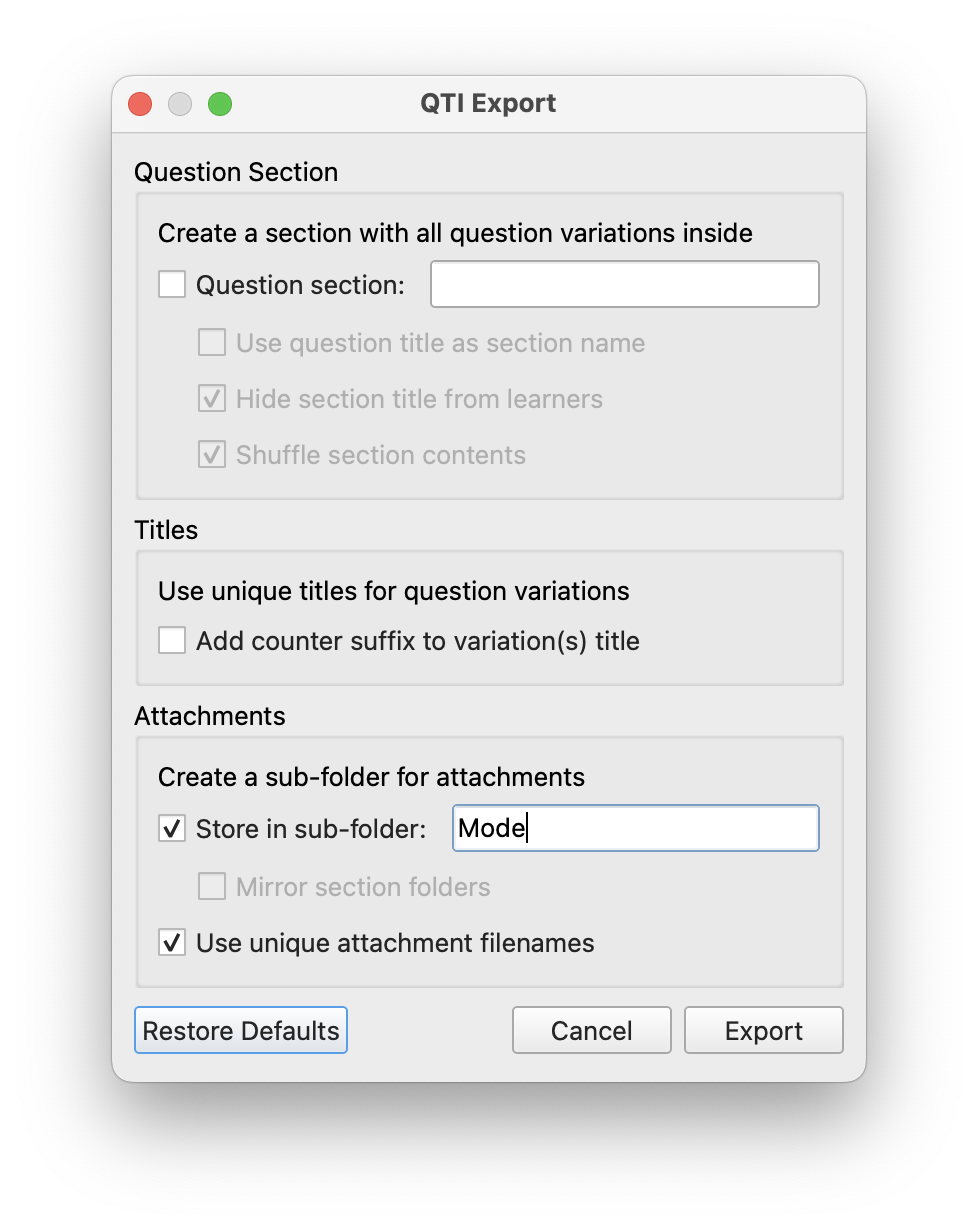 QTI Export
Question Section
Create a section with all question variations inside
Question section:
Use question title as section name
Hide section title from learners
Shuffle section contents
Titles
Use unique titles for question variations
Add counter suffix to variation(s) title
Attachments
Create a sub-folder for attachments
Store in sub-folder: Mode
Mirror section folders
Use unique attachment filenames
Restore Defaults Cancel Export